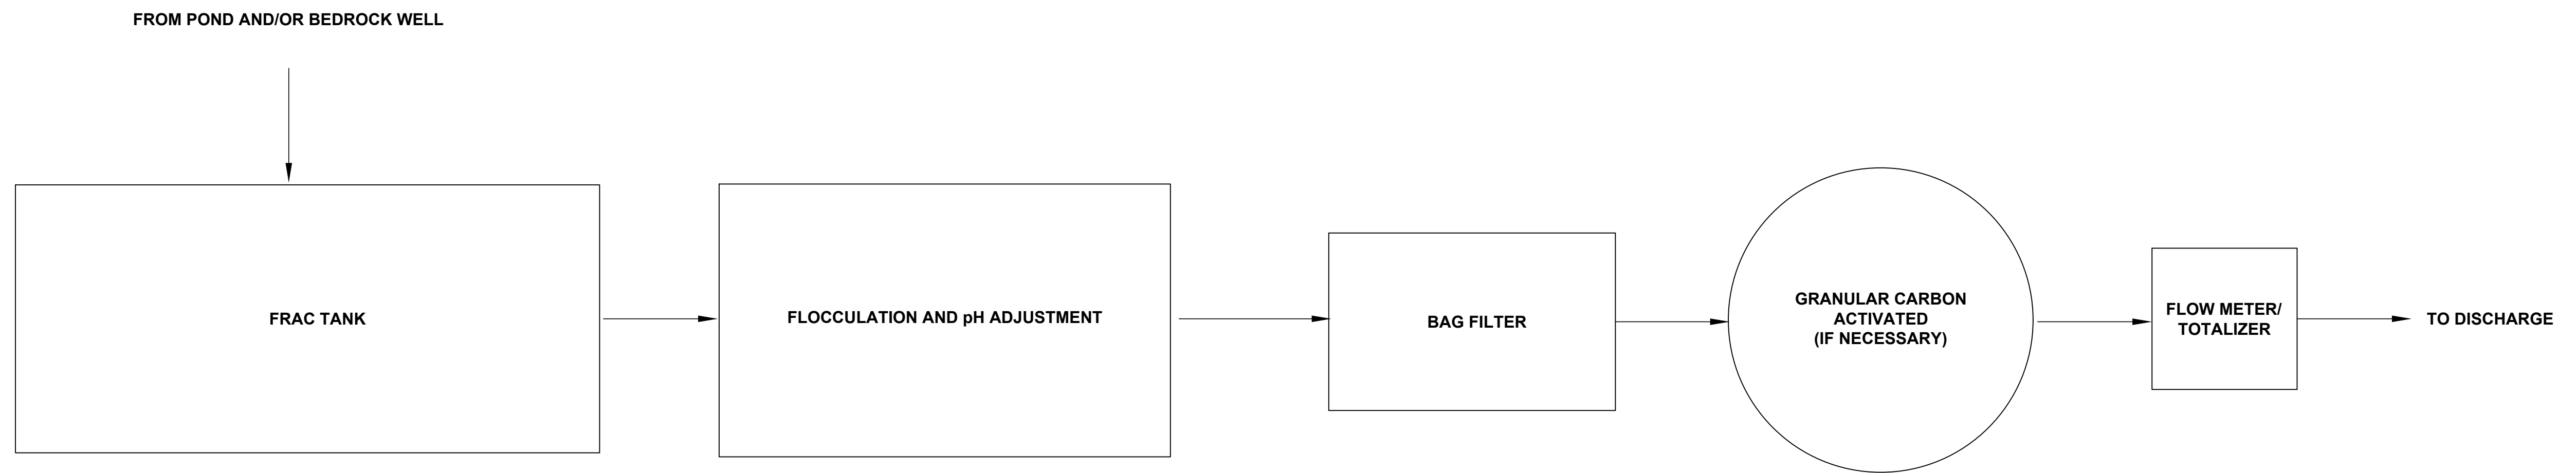 FROM POND AND/OR BEDROCK WELL
FRAC TANK
FLOCCULATION AND pH ADJUSTMENT
BAG FILTER
GRANULAR CARBON
ACTIVATED
(IF NECESSARY)
FLOW METER/
TOTALIZER
TO DISCHARGE